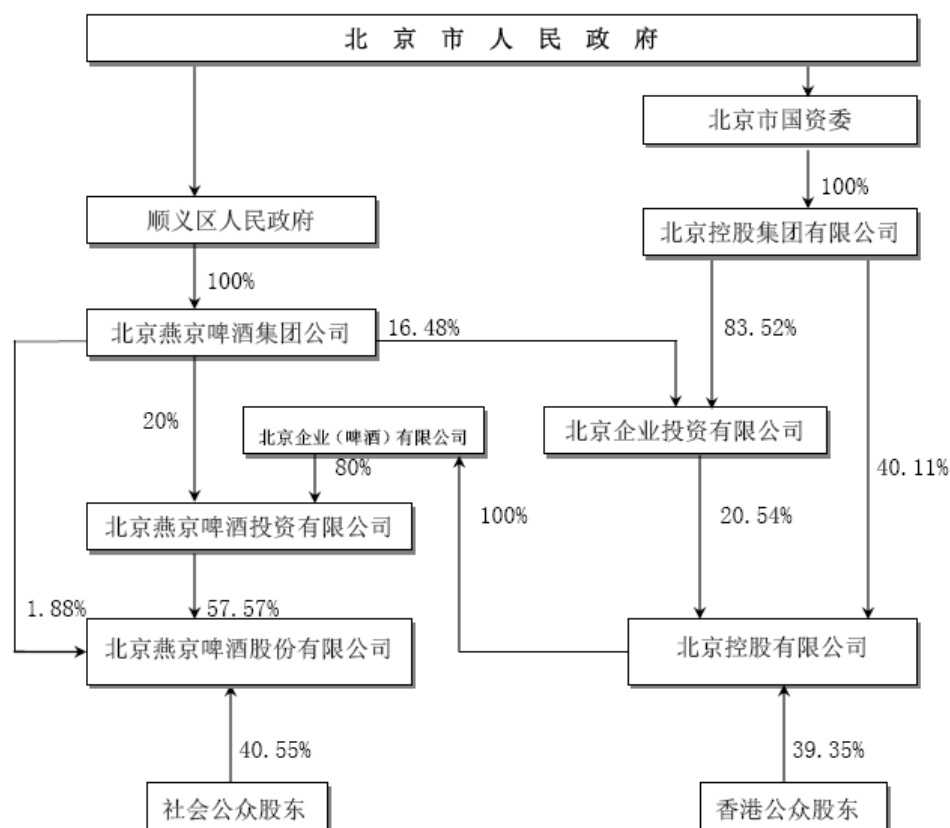 北京市人民政府
北京市国资委
100%
顺义区人民政府
北京控股集团有限公司
100%
北京燕京啤酒集团公司
16.48%
83.52%
20%
北京企业（啤酒）有限公司
北京企业投资有限公司
80%
40.11%
北京燕京啤酒投资有限公司
100%
20.54%
1.88%
57.57%
北京燕京啤酒股份有限公司
北京控股有限公司
40.55%
39.35%
社会公众股东
香港公众股东